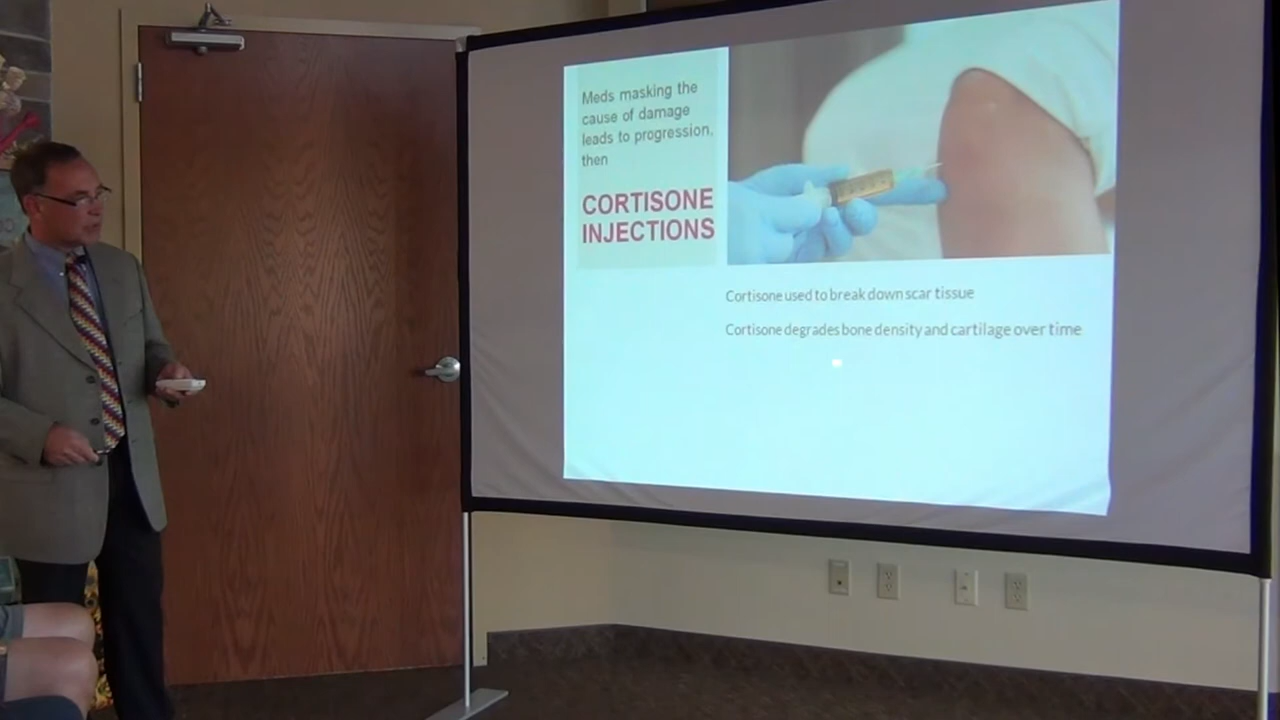 Meds masking the
cause of damage
leads to progression,
then
CORTISONE
INJECTIONS
Cortisone used to break down scar tissue
Cortisone degrades bone density and cartilage over time